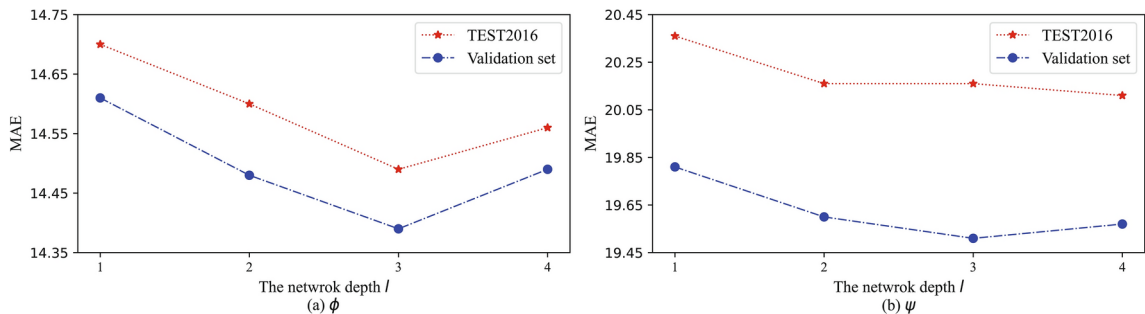 14.75
14.65
14.55
14.45
14.35
MAE
TEST2016
Validation set
1 2 3 4
The netwrok depth l
(a) ϕ
20.45
20.25
20.05
19.85
19.65
19.45
MAE
TEST2016
Validation set
1 2 3 4
The netwrok depth l
(b) ψ